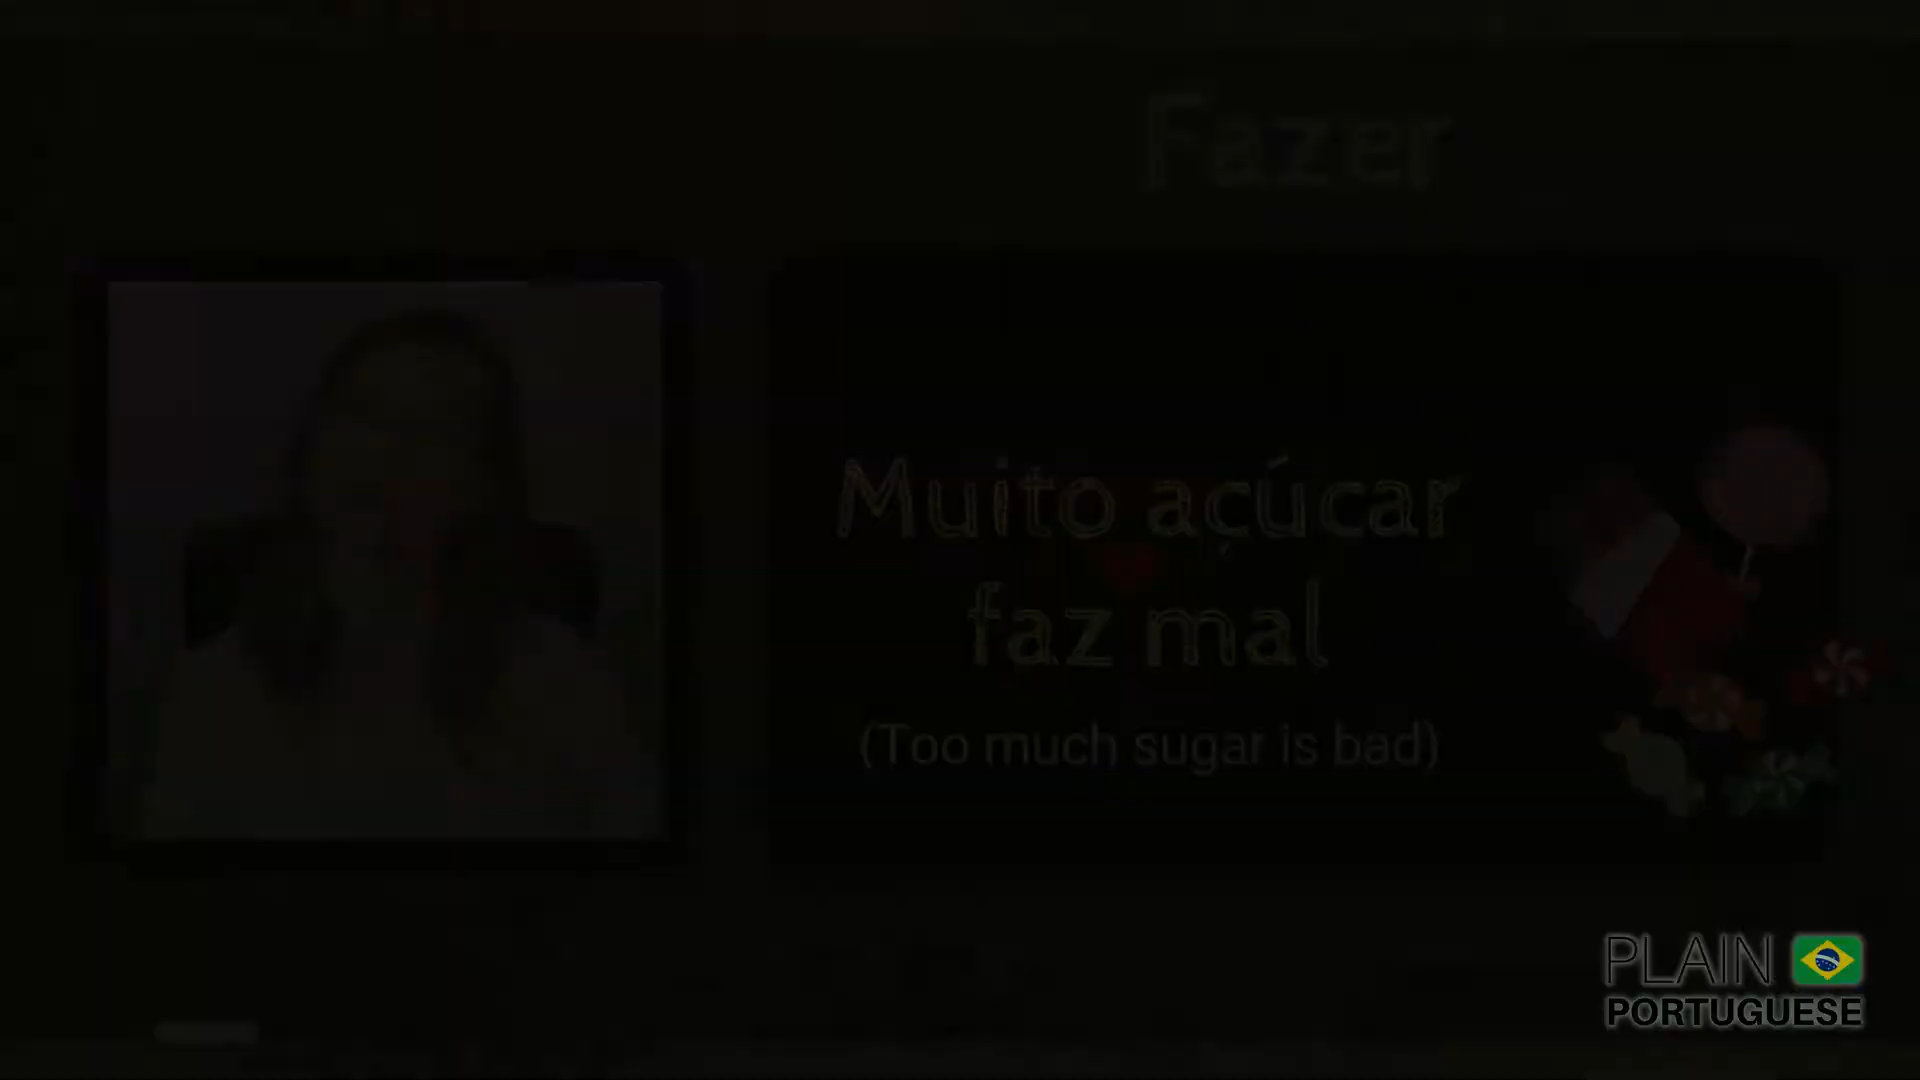 Fazer
Muito açúcar
faz mal
(Too much sugar is bad)
PLAIN
PORTUGUESE